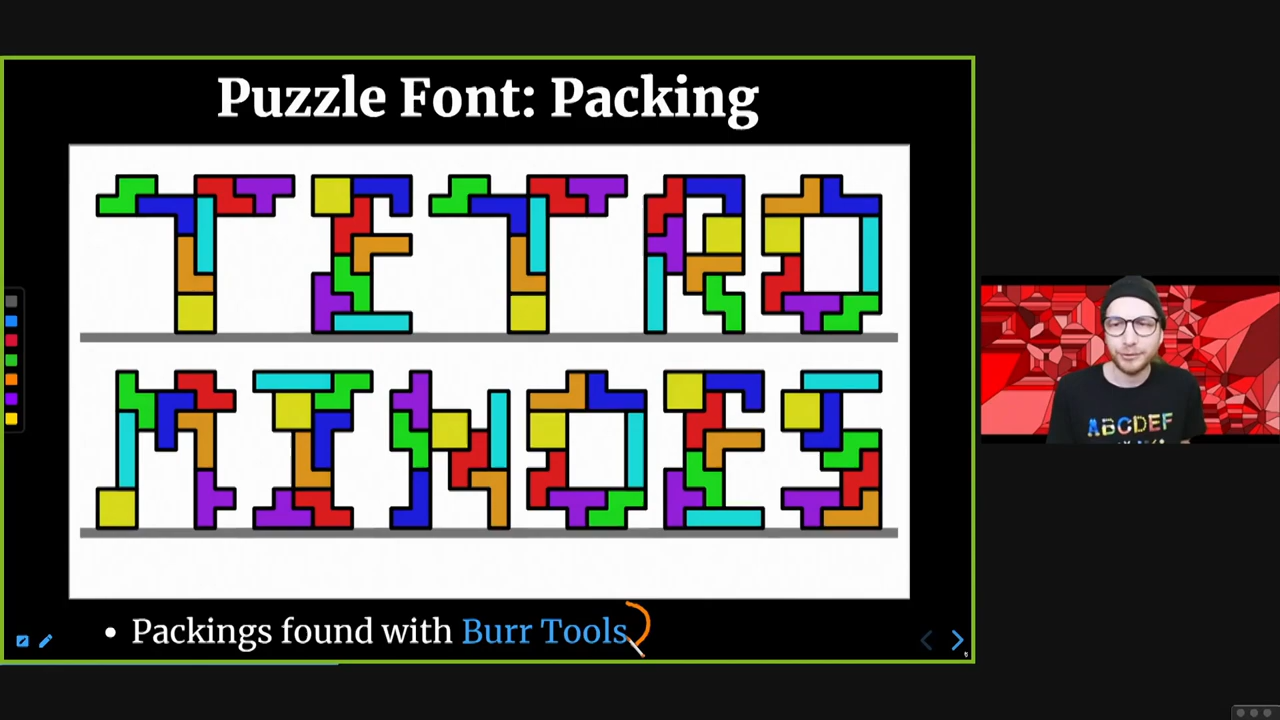 Puzzle Font: Packing
TETRO
MINOES
• Packings found with Burr Tools
ABCDEF